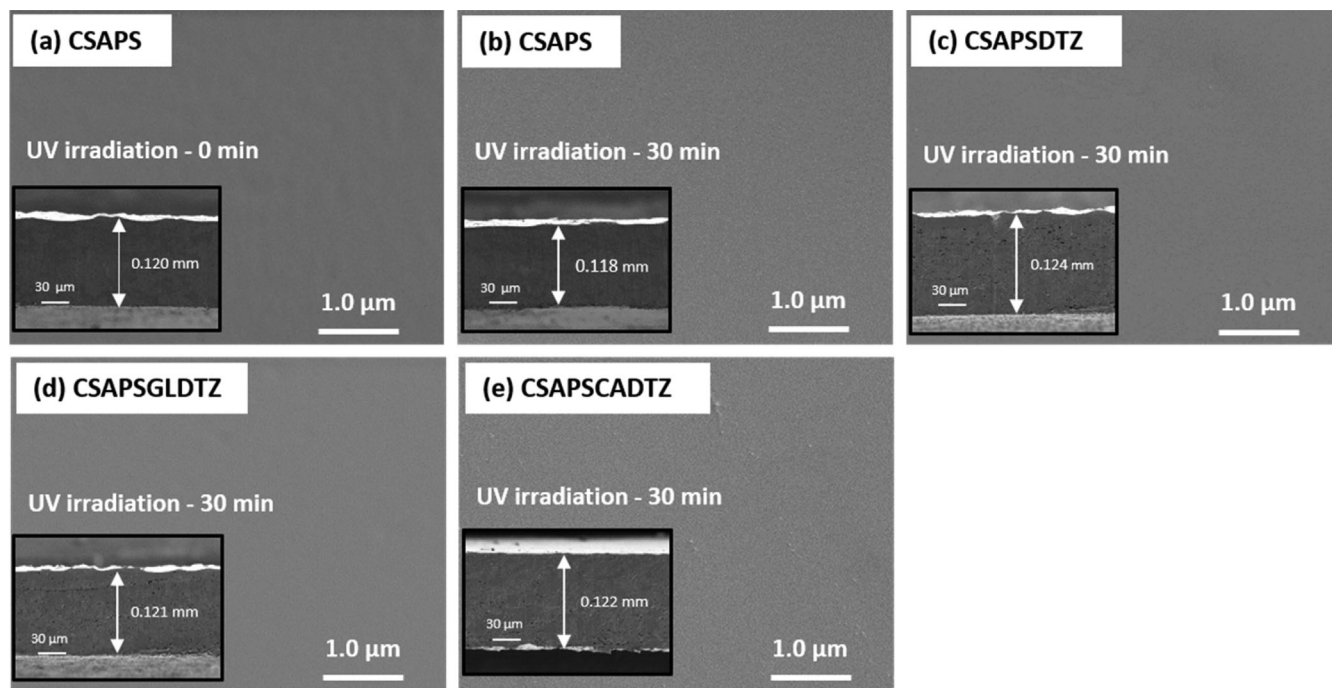 (a) CSAPS
UV irradiation - 0 min
0.120 mm
30 µm
1.0 µm
(b) CSAPS
UV irradiation - 30 min
0.118 mm
30 µm
1.0 µm
(c) CSAPSDTZ
UV irradiation - 30 min
0.124 mm
30 µm
1.0 µm
(d) CSAPSGLDTZ
UV irradiation - 30 min
0.121 mm
30 µm
1.0 µm
(e) CSAPSCADTZ
UV irradiation - 30 min
0.122 mm
30 µm
1.0 µm